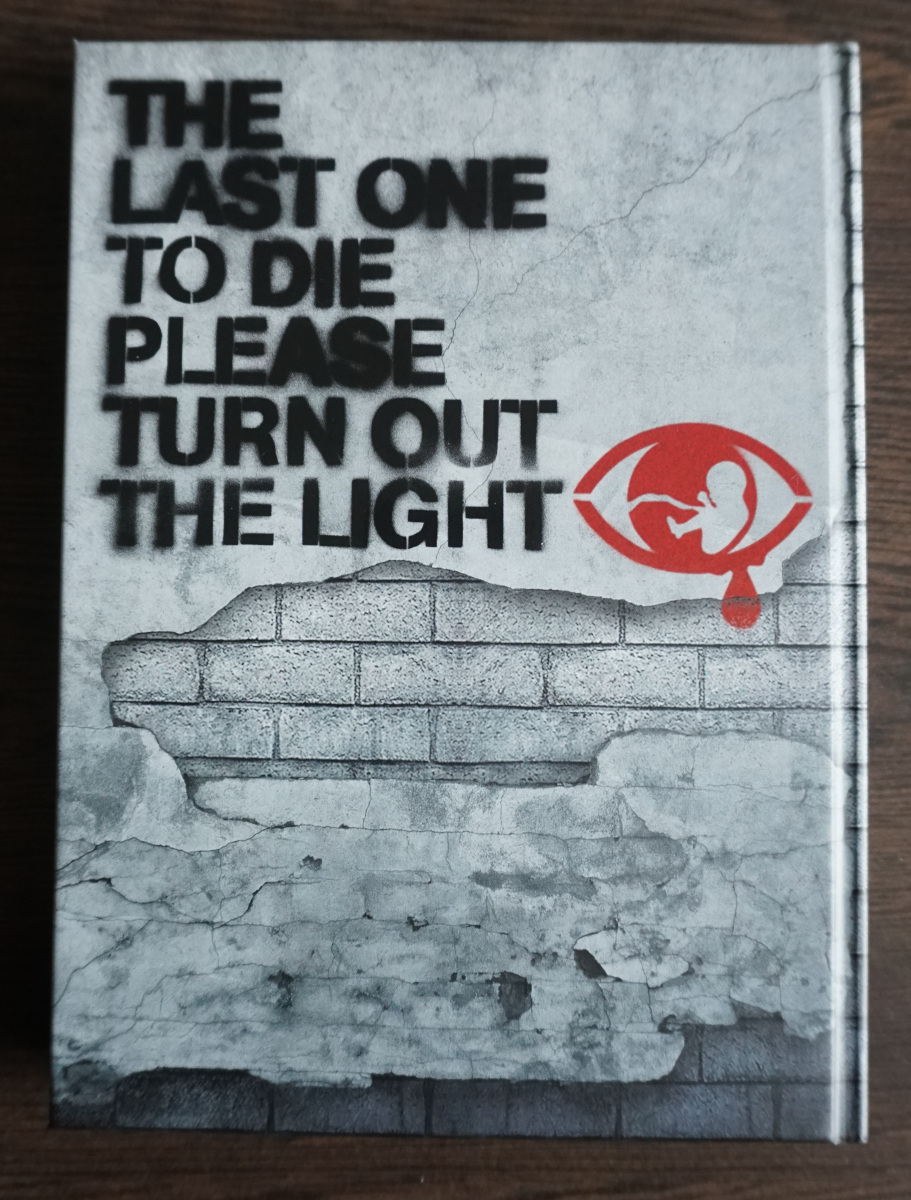 THE
LAST ONE
TO DIE
PLEASE
TURN OUT
THE LIGHT